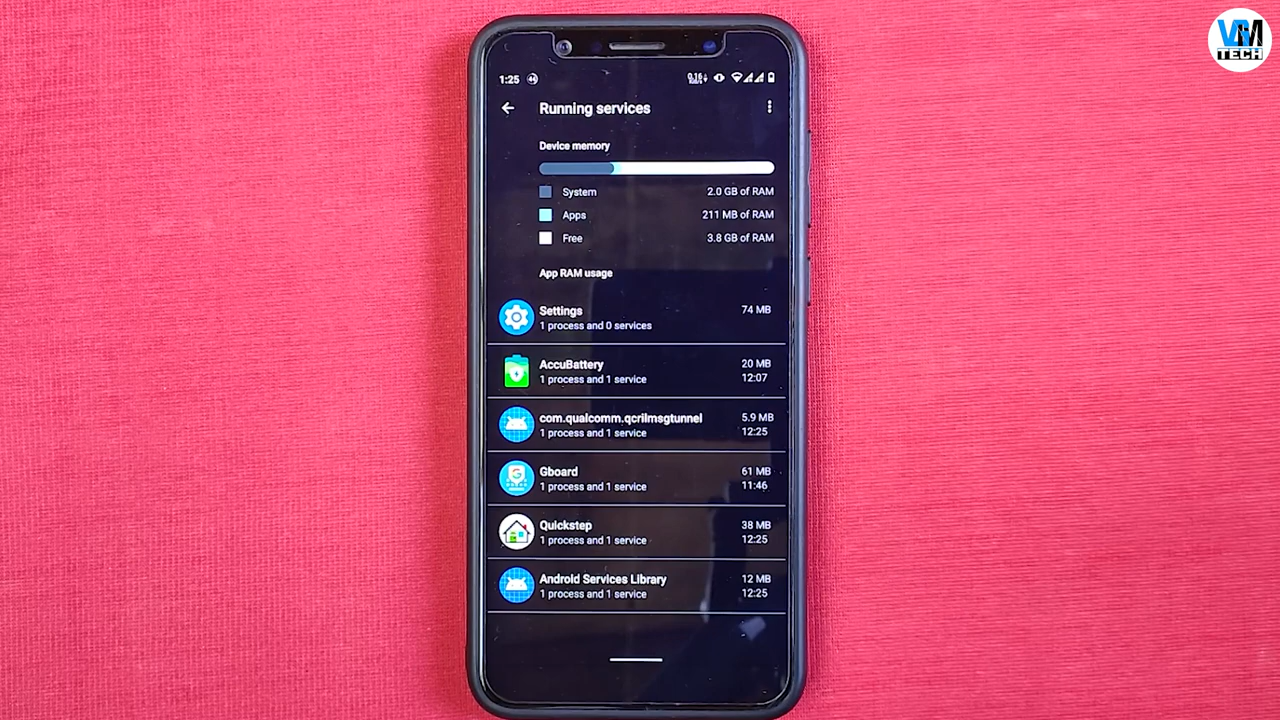 VGM
TECH
1:25
0.16
Running services
Device memory
System 2.0 GB of RAM
Apps 211 MB of RAM
Free 3.8 GB of RAM
App RAM usage
Settings 74 MB
1 process and 0 services
AccuBattery 20 MB
1 process and 1 service 12:07
com.qualcomm.qcrilmsgtunnel 5.9 MB
1 process and 1 service 12:25
Gboard 61 MB
1 process and 1 service 11:46
Quickstep 38 MB
1 process and 1 service 12:25
Android Services Library 12 MB
1 process and 1 service 12:25